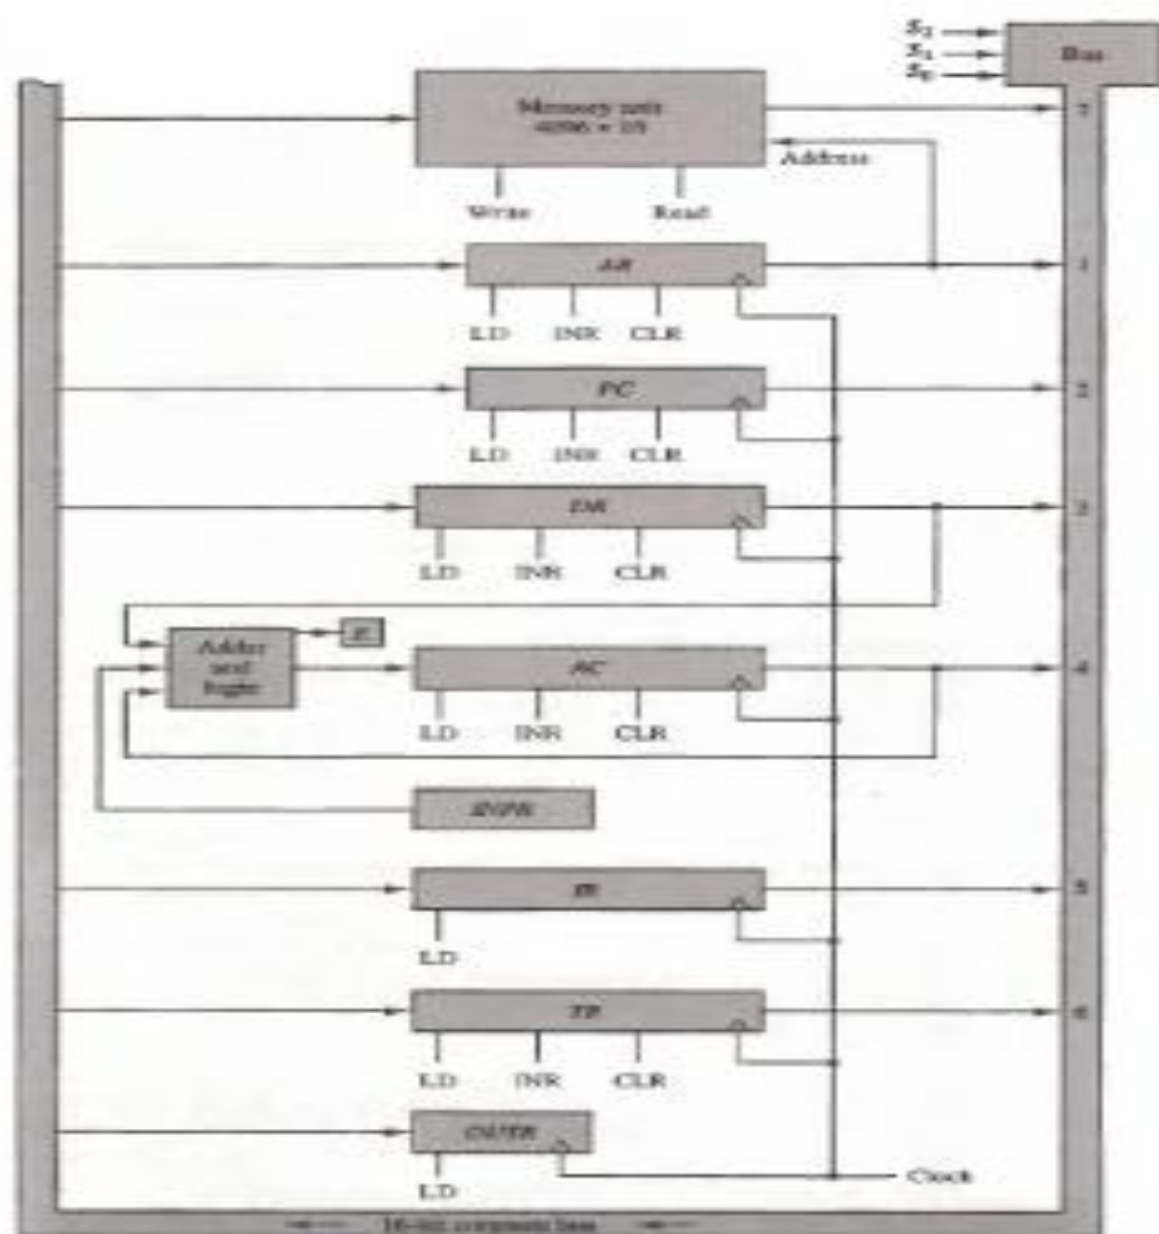 S₂
S₁
S₀
Bus
Memory unit
4096 × 16
7
Address
Write
Read
AR
1
LD INR CLR
PC
2
LD INR CLR
DR
3
LD INR CLR
Adder
and
logic
E
AC
4
LD INR CLR
INPR
IR
5
LD
TR
6
LD INR CLR
OUTR
LD
Clock
16-bit common bus